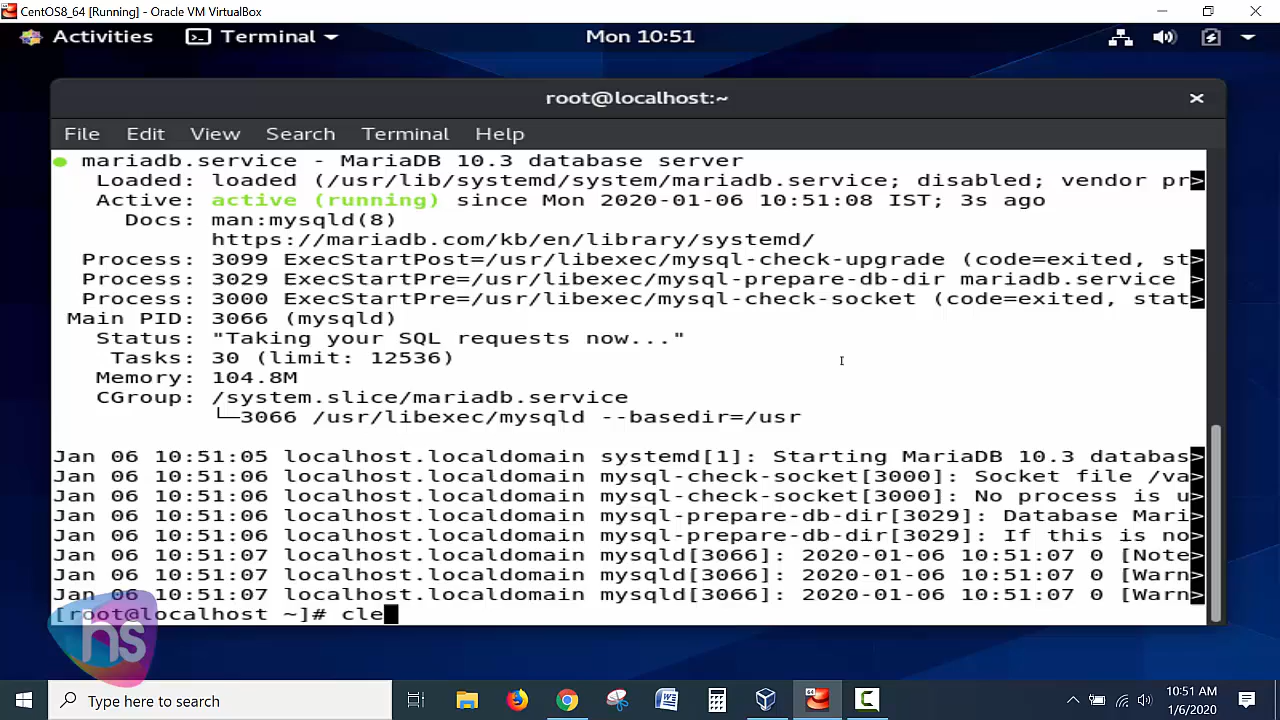 CentOS8_64 [Running] - Oracle VM VirtualBox
Activities Terminal Mon 10:51
root@localhost:~
File Edit View Search Terminal Help
● mariadb.service - MariaDB 10.3 database server
Loaded: loaded (/usr/lib/systemd/system/mariadb.service; disabled; vendor pr>
Active: active (running) since Mon 2020-01-06 10:51:08 IST; 3s ago
Docs: man:mysqld(8)
https://mariadb.com/kb/en/library/systemd/
Process: 3099 ExecStartPost=/usr/libexec/mysql-check-upgrade (code=exited, st>
Process: 3029 ExecStartPre=/usr/libexec/mysql-prepare-db-dir mariadb.service >
Process: 3000 ExecStartPre=/usr/libexec/mysql-check-socket (code=exited, stat>
Main PID: 3066 (mysqld)
Status: "Taking your SQL requests now..."
Tasks: 30 (limit: 12536)
Memory: 104.8M
CGroup: /system.slice/mariadb.service
└─3066 /usr/libexec/mysqld --basedir=/usr
Jan 06 10:51:05 localhost.localdomain systemd[1]: Starting MariaDB 10.3 databas>
Jan 06 10:51:06 localhost.localdomain mysql-check-socket[3000]: Socket file /va>
Jan 06 10:51:06 localhost.localdomain mysql-check-socket[3000]: No process is u>
Jan 06 10:51:06 localhost.localdomain mysql-prepare-db-dir[3029]: Database Mari>
Jan 06 10:51:06 localhost.localdomain mysql-prepare-db-dir[3029]: If this is no>
Jan 06 10:51:07 localhost.localdomain mysqld[3066]: 2020-01-06 10:51:07 0 [Note>
Jan 06 10:51:07 localhost.localdomain mysqld[3066]: 2020-01-06 10:51:07 0 [Warn>
Jan 06 10:51:07 localhost.localdomain mysqld[3066]: 2020-01-06 10:51:07 0 [Warn>
[root@localhost ~]# cle
hs
Type here to search
10:51 AM
1/6/2020